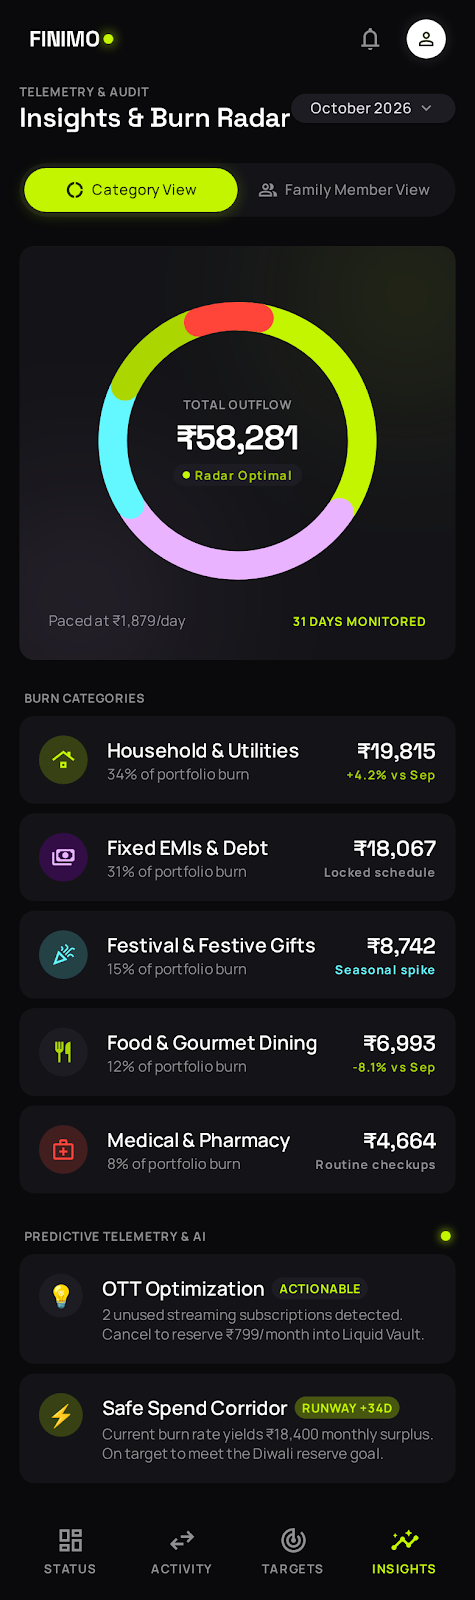 FINIMO
TELEMETRY & AUDIT
Insights & Burn Radar
October 2026
Category View
Family Member View
TOTAL OUTFLOW
₹58,281
Radar Optimal
Paced at ₹1,879/day
31 DAYS MONITORED
BURN CATEGORIES
Household & Utilities
₹19,815
34% of portfolio burn
+4.2% vs Sep
Fixed EMIs & Debt
₹18,067
31% of portfolio burn
Locked schedule
Festival & Festive Gifts
₹8,742
15% of portfolio burn
Seasonal spike
Food & Gourmet Dining
₹6,993
12% of portfolio burn
-8.1% vs Sep
Medical & Pharmacy
₹4,664
8% of portfolio burn
Routine checkups
PREDICTIVE TELEMETRY & AI
OTT Optimization
ACTIONABLE
2 unused streaming subscriptions detected.
Cancel to reserve ₹799/month into Liquid Vault.
Safe Spend Corridor
RUNWAY +34D
Current burn rate yields ₹18,400 monthly surplus.
On target to meet the Diwali reserve goal.
STATUS
ACTIVITY
TARGETS
INSIGHTS